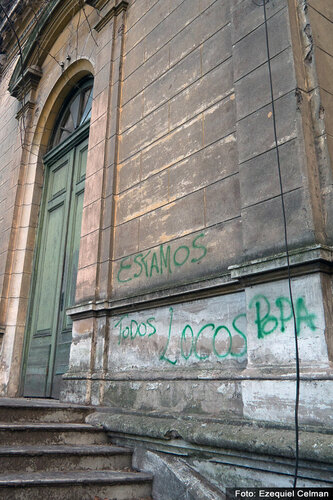 ESTAMOS
TODOS LOCOS BPA
Foto: Ezequiel Celman